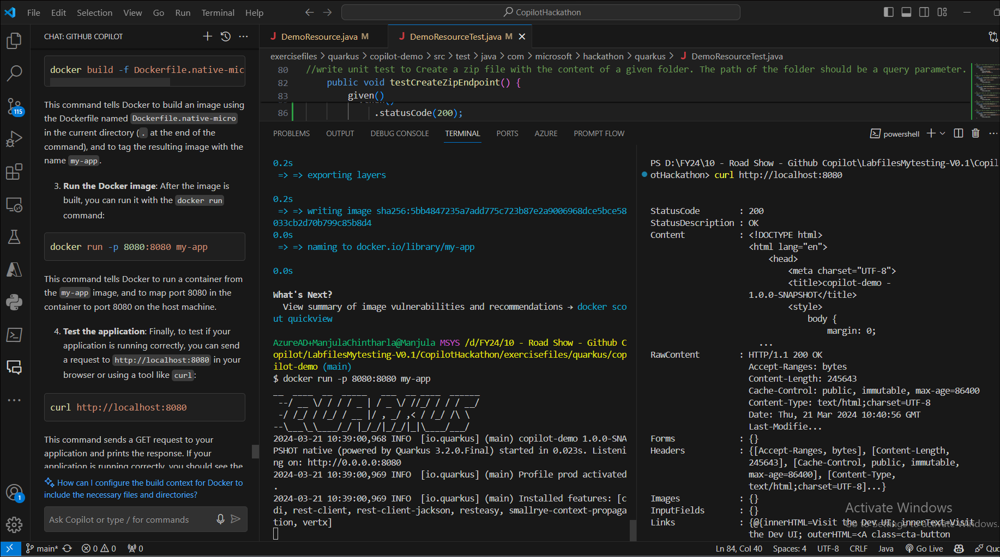 File Edit Selection View Go Run Terminal Help
CopilotHackathon
CHAT: GITHUB COPILOT
docker build -f Dockerfile.native-mic
This command tells Docker to build an image using
the Dockerfile named Dockerfile.native-micro
in the current directory ( . at the end of the
command), and to tag the resulting image with the
name my-app.
3. Run the Docker image: After the image is
built, you can run it with the docker run
command:
docker run -p 8080:8080 my-app
This command tells Docker to run a container from
the my-app image, and to map port 8080 in the
container to port 8080 on the host machine.
4. Test the application: Finally, to test if your
application is running correctly, you can send
a request to http://localhost:8080 in your
browser or using a tool like curl:
curl http://localhost:8080
This command sends a GET request to your
application and prints the response. If your
application is running correctly, you should see the
How can I configure the build context for Docker to
include the necessary files and directories?
Ask Copilot or type / for commands
115
1
DemoResource.java M
DemoResourceTest.java M
exercisefiles > quarkus > copilot-demo > src > test > java > com > microsoft > hackathon > quarkus > DemoResourceTest.java
80 //write unit test to Create a zip file with the content of a given folder. The path of the folder should be a query parameter.
82 public void testCreateZipEndpoint() {
83 given()
86 .statusCode(200);
PROBLEMS OUTPUT DEBUG CONSOLE TERMINAL PORTS AZURE PROMPT FLOW
powershell
0.2s
=> => exporting layers
0.2s
=> => writing image sha256:5bb4847235a7add775c723b87e2a9006968dce5bce58
033cb2d70b799c85b8d4
0.0s
=> => naming to docker.io/library/my-app
0.0s
What's Next?
View summary of image vulnerabilities and recommendations → docker sco
ut quickview
AzureAD+ManjulaChintharla@Manjula MSYS /d/FY24/10 - Road Show - Github C
opilot/LabfilesMytesting-V0.1/CopilotHackathon/exercisefiles/quarkus/cop
ilot-demo (main)
$ docker run -p 8080:8080 my-app
__  ____  __  _____   ___  __ ____  ______
--/ __ \/ / / / _ | / _ \/ //_/ / / / __/
-/ /_/ / /_/ / __ |/ , _/ ,< / /_/ /\ \
--\___\_\____/_/ |_/_/|_/_/|_|\____/___/
2024-03-21 10:39:00,968 INFO  [io.quarkus] (main) copilot-demo 1.0.0-SNA
PSHOT native (powered by Quarkus 3.2.0.Final) started in 0.023s. Listeni
ng on: http://0.0.0.0:8080
2024-03-21 10:39:00,969 INFO  [io.quarkus] (main) Profile prod activated
.
2024-03-21 10:39:00,969 INFO  [io.quarkus] (main) Installed features: [c
di, rest-client, rest-client-jackson, resteasy, smallrye-context-propaga
tion, vertx]
PS D:\FY24\10 - Road Show - Github Copilot\LabfilesMytesting-V0.1\Copil
otHackathon> curl http://localhost:8080
StatusCode : 200
StatusDescription : OK
Content : <!DOCTYPE html>
<html lang="en">
<head>
<meta charset="UTF-8">
<title>copilot-demo -
1.0.0-SNAPSHOT</title>
<style>
body {
margin: 0;
...
RawContent : HTTP/1.1 200 OK
Accept-Ranges: bytes
Content-Length: 245643
Cache-Control: public, immutable, max-age=86400
Content-Type: text/html;charset=UTF-8
Date: Thu, 21 Mar 2024 10:40:56 GMT
Last-Modifie...
Forms : {}
Headers : {[Accept-Ranges, bytes], [Content-Length,
245643], [Cache-Control, public, immutable,
max-age=86400], [Content-Type,
text/html;charset=UTF-8]...}
Images : {}
InputFields : {}
Links : {@{innerHTML=Visit the Dev UI; innerText=Visit
the Dev UI; outerHTML=<A class=cta-button
Activate Windows
Go to Settings to activate Windows.
main* 0 0 0
Ln 84, Col 40 Spaces: 4 UTF-8 CRLF Java Go Live Quo